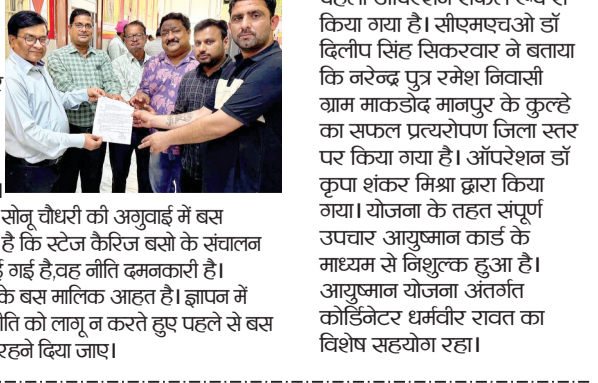 सोनू चौधरी की अगुवाई में बस
है कि स्टेज कैरिज बसो के संचालन
गई है,वह नीति दमनकारी है।
के बस मालिक आहत है। ज्ञापन में
नीति को लागू न करते हुए पहले से बस
रहने दिया जाए।
किया गया है। सीएमएचओ डॉ
दिलीप सिंह सिकरवार ने बताया
कि नरेन्द्र पुत्र रमेश निवासी
ग्राम माकडोद मानपुर के कुल्हे
का सफल प्रत्यरोपण जिला स्तर
पर किया गया है। ऑपरेशन डॉ
कृपा शंकर मिश्रा द्वारा किया
गया। योजना के तहत संपूर्ण
उपचार आयुष्मान कार्ड के
माध्यम से निशुल्क हुआ है।
आयुष्मान योजना अंतर्गत
कोर्डिनेटर धर्मवीर रावत का
विशेष सहयोग रहा।